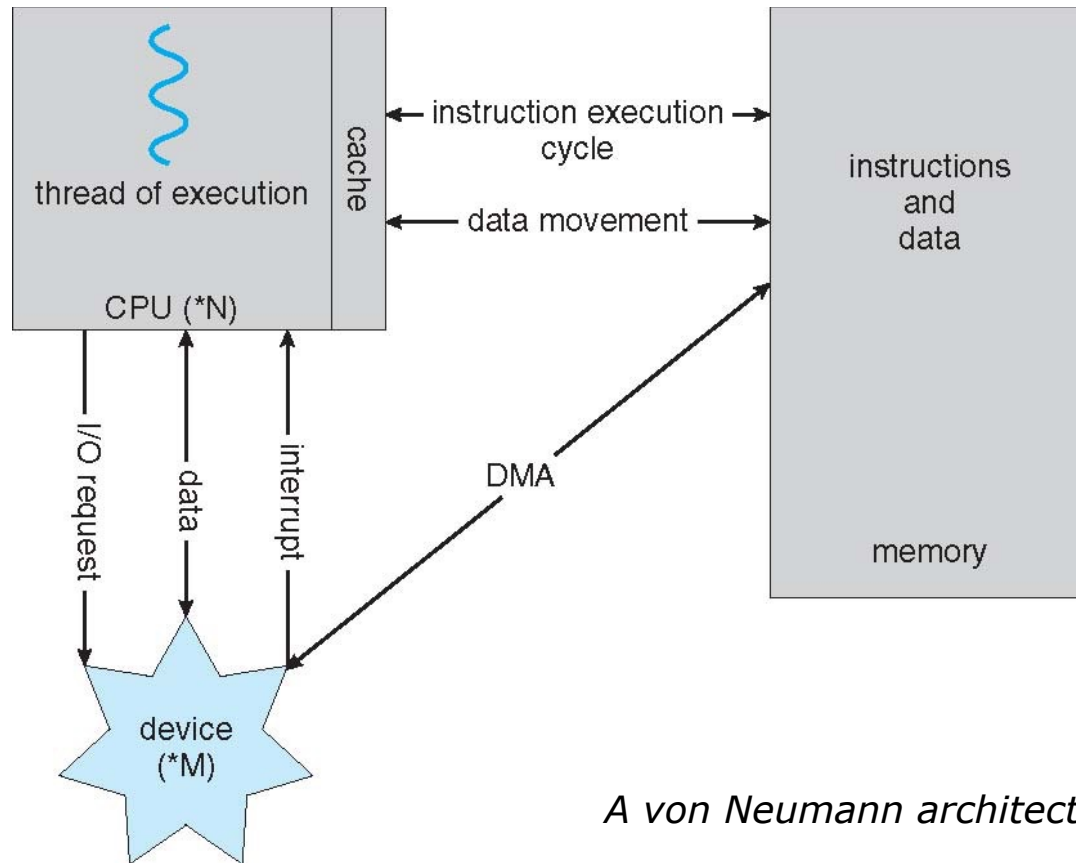 thread of execution
CPU (*N)
cache
instruction execution
cycle
data movement
instructions
and
data
memory
I/O request
data
interrupt
DMA
device
(*M)
A von Neumann architect